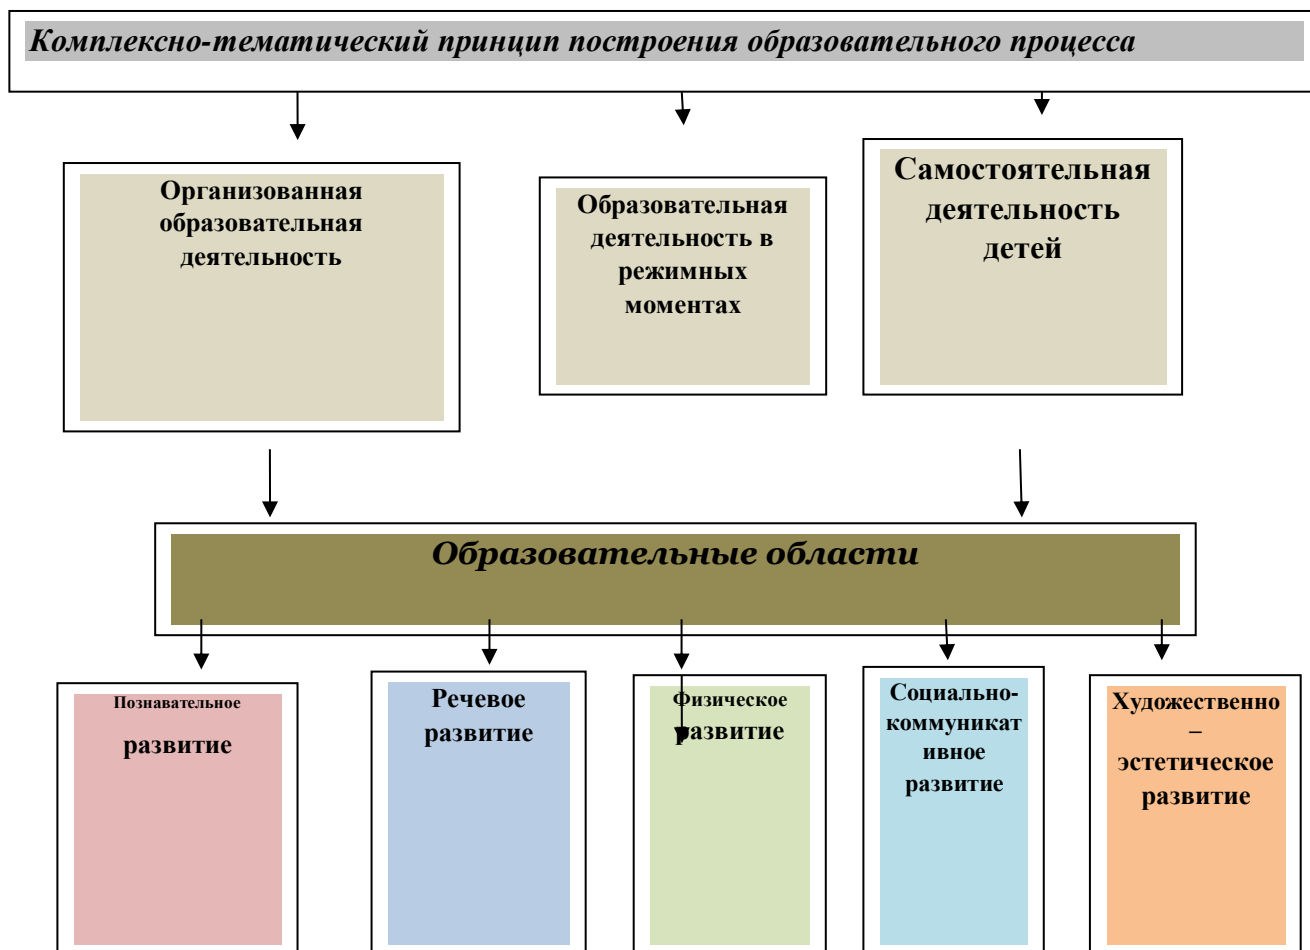 Комплексно-тематический принцип построения образовательного процесса
Организованная
образовательная
деятельность
Образовательная
деятельность в
режимных
моментах
Самостоятельная
деятельность
детей
Образовательные области
Познавательное
развитие
Речевое
развитие
Физическое
развитие
Социально-
коммуникат
ивное
развитие
Художественно
–
эстетическое
развитие